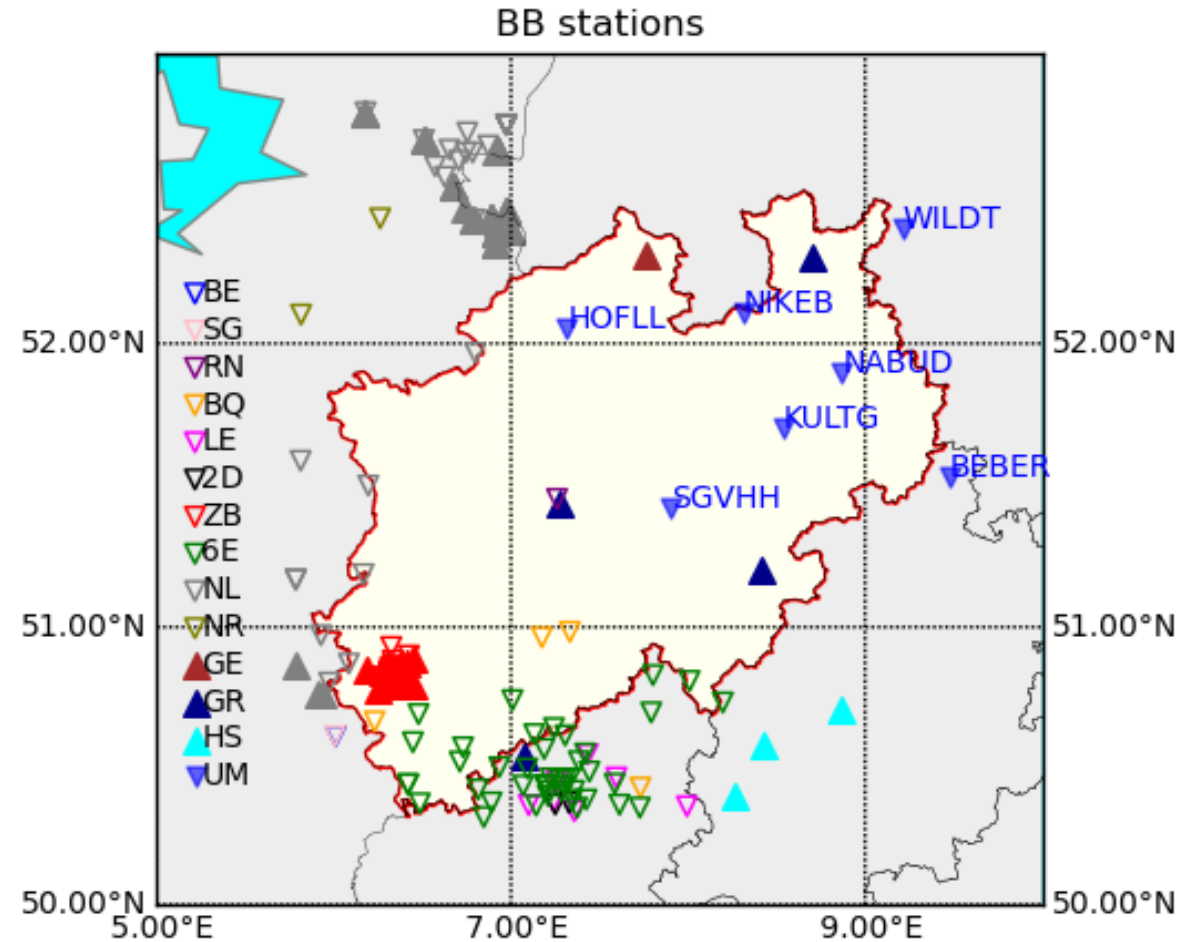 BB stations
WILDT
NIKEB
HOFLL
NABUD
KULTG
BEBER
SGVHH
BE
SG
RN
BQ
LE
2D
ZB
6E
NL
NR
GE
GR
HS
UM
52.00°N
52.00°N
51.00°N
51.00°N
50.00°N
50.00°N
5.00°E
7.00°E
9.00°E